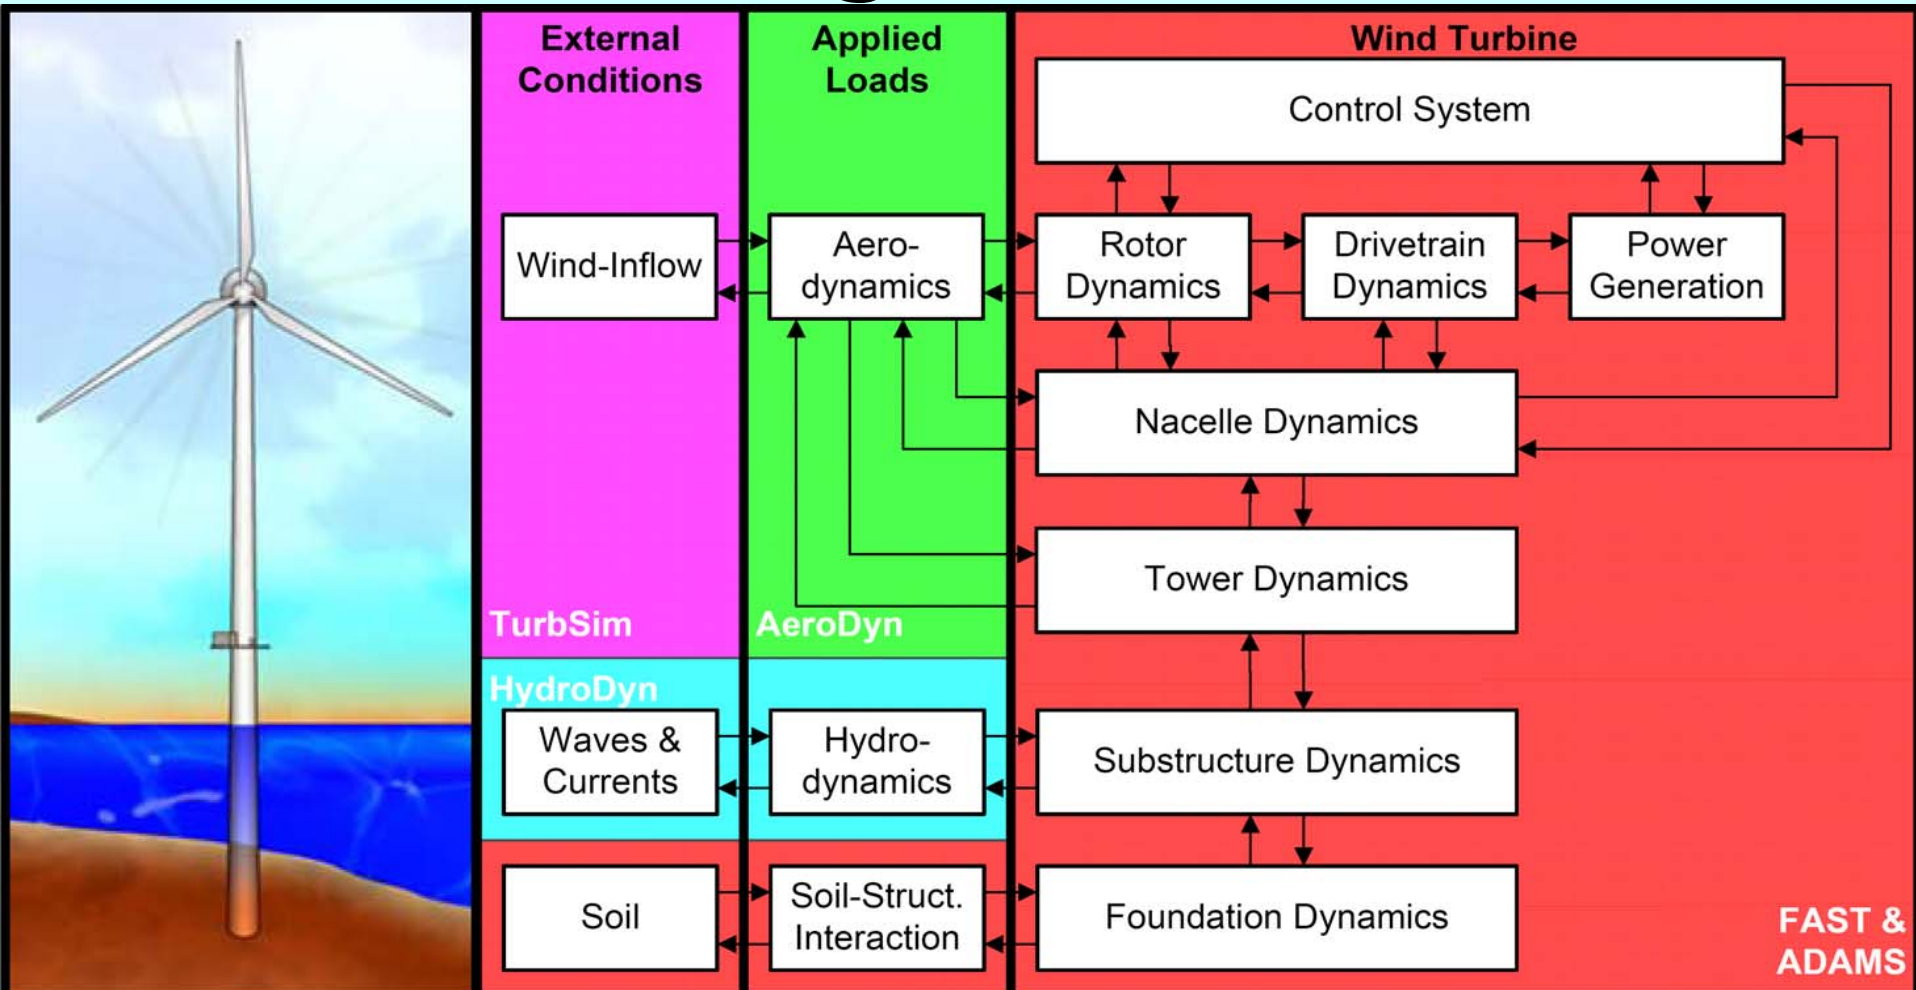 External
Conditions
Applied
Loads
Wind Turbine
Control System
Wind-Inflow
Aero-
dynamics
Rotor
Dynamics
Drivetrain
Dynamics
Power
Generation
Nacelle Dynamics
Tower Dynamics
TurbSim
AeroDyn
HydroDyn
Waves &
Currents
Hydro-
dynamics
Substructure Dynamics
Soil
Soil-Struct.
Interaction
Foundation Dynamics
FAST &
ADAMS